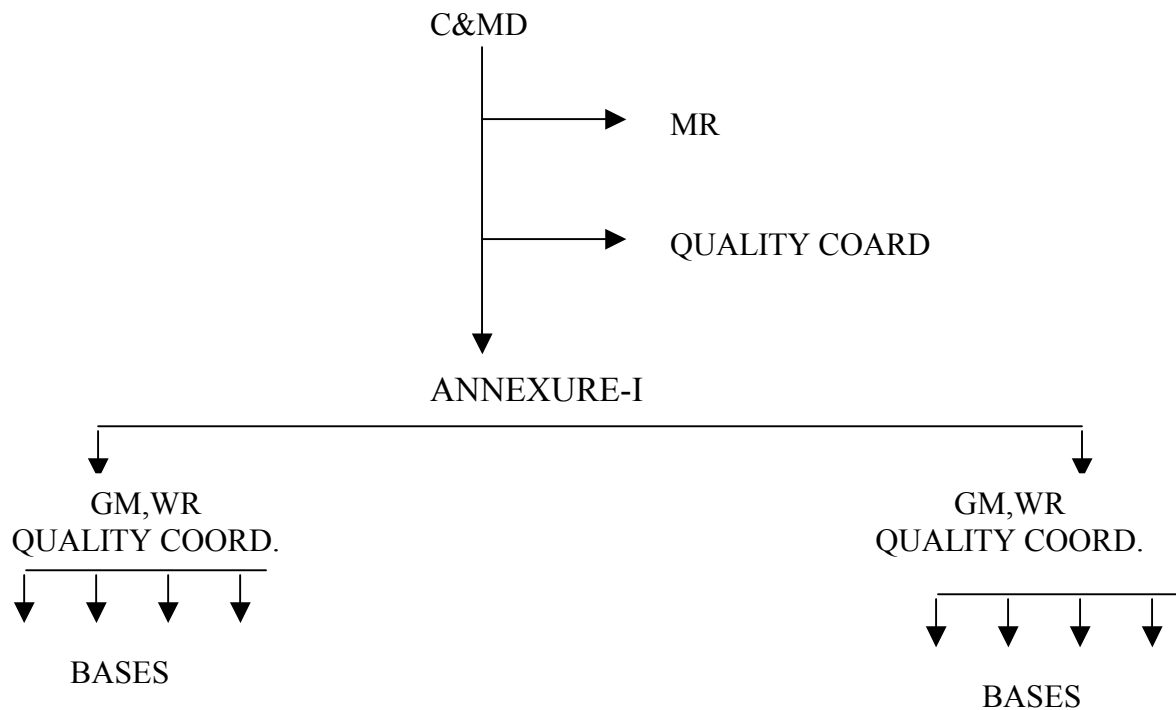 C&MD
MR
QUALITY COARD
ANNEXURE-I
GM,WR
QUALITY COORD.
BASES
GM,WR
QUALITY COORD.
BASES